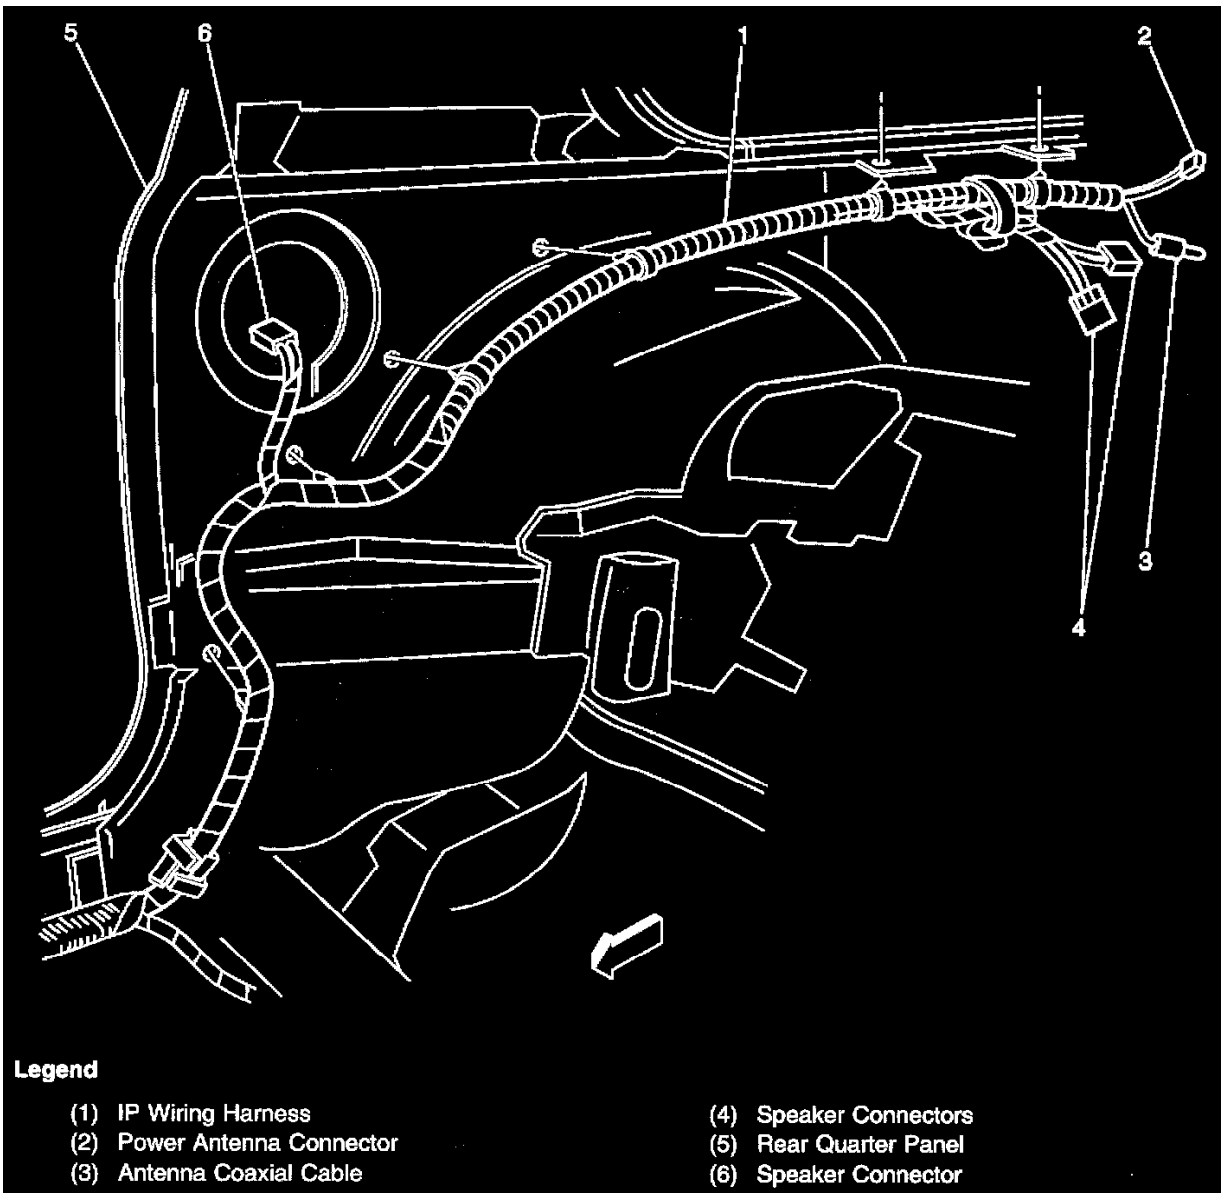 5 6 1 2
3
4
Legend
(1) IP Wiring Harness
(2) Power Antenna Connector
(3) Antenna Coaxial Cable
(4) Speaker Connectors
(5) Rear Quarter Panel
(6) Speaker Connector